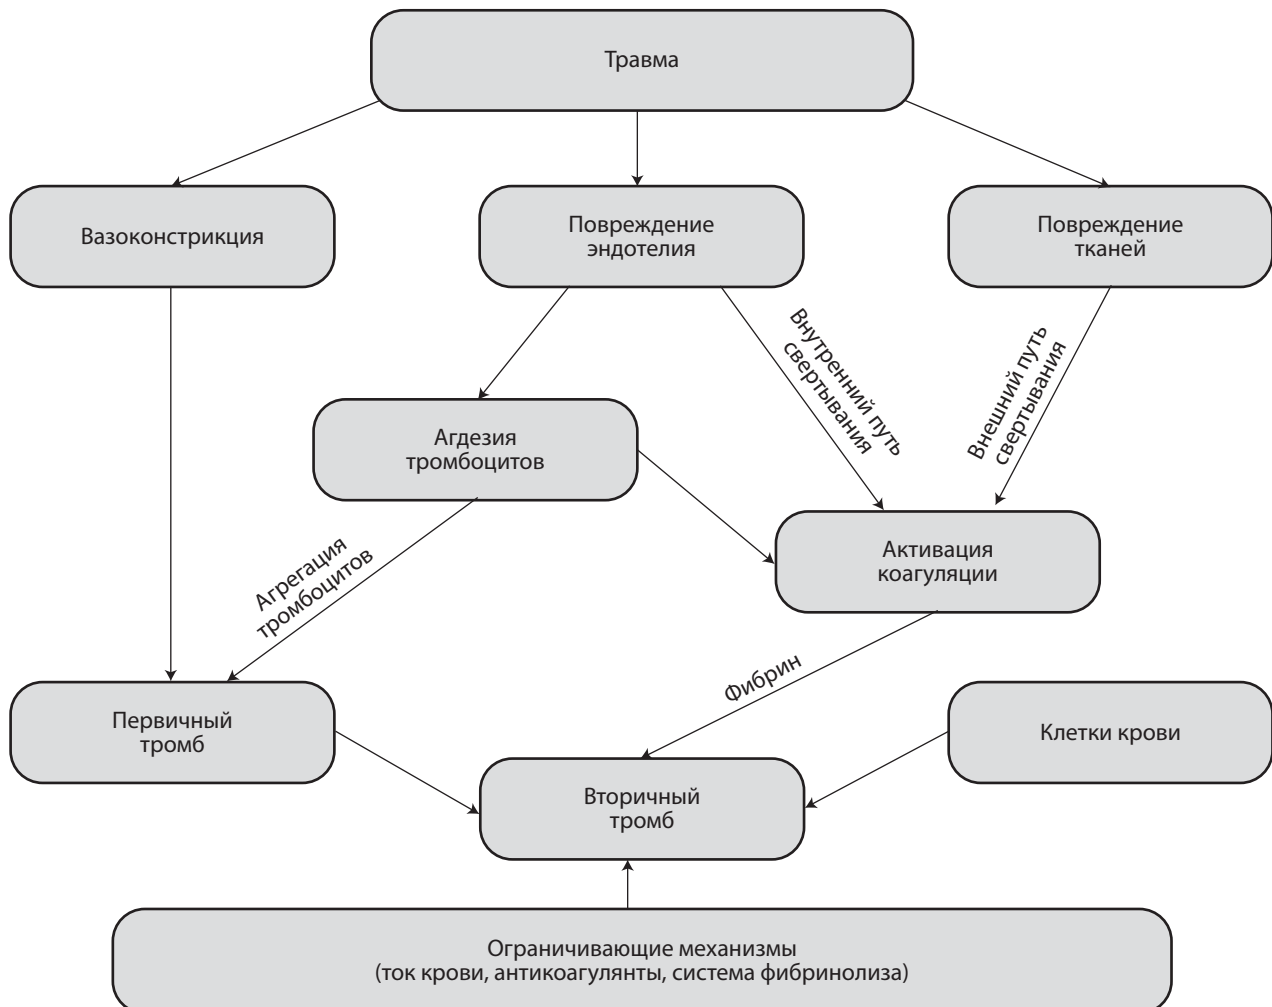 Травма
Вазоконстрикция
Повреждение
эндотелия
Повреждение
тканей
Внутренний путь
свертывания
Внешний путь
свертывания
Агдезия
тромбоцитов
Активация
коагуляции
Агрегация
тромбоцитов
Фибрин
Первичный
тромб
Клетки крови
Вторичный
тромб
Ограничивающие механизмы
(ток крови, антикоагулянты, система фибринолиза)